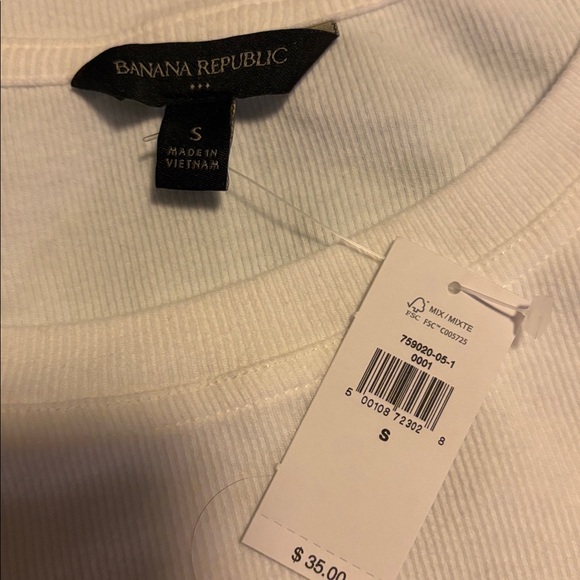 BANANA REPUBLIC
S
MADE IN
VIETNAM
MIX / MIXTE
FSC FSC™ C005725
759020-05-1
0001
5 00108 72302 8
S
$ 35.00